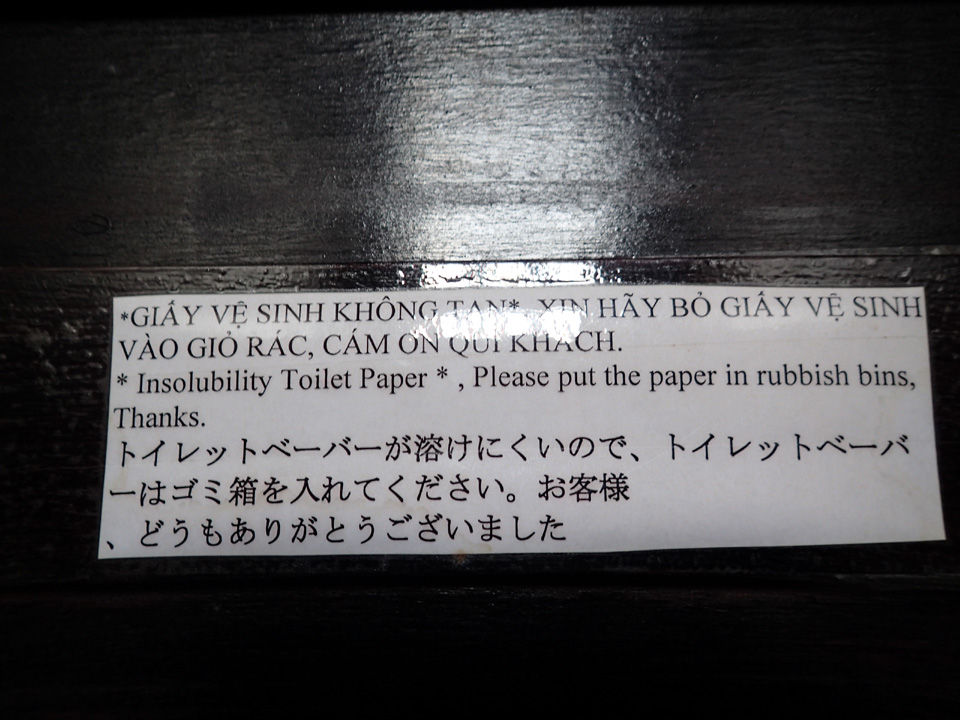 *GIẤY VỆ SINH KHÔNG TAN*, XIN HÃY BỎ GIẤY VỆ SINH
VÀO GIỎ RÁC, CÁM ƠN QUÍ KHÁCH.
* Insolubility Toilet Paper * , Please put the paper in rubbish bins,
Thanks.
トイレットベーバーが溶けにくいので、トイレットベーバ
ーはゴミ箱を入れてください。お客様
、どうもありがとうございました